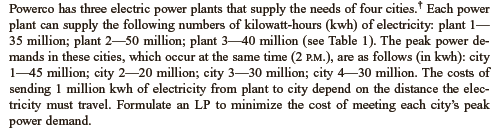 Powerco has three electric power plants that supply the needs of four cities.† Each power
plant can supply the following numbers of kilowatt-hours (kwh) of electricity: plant 1—
35 million; plant 2—50 million; plant 3—40 million (see Table 1). The peak power de-
mands in these cities, which occur at the same time (2 P.M.), are as follows (in kwh): city
1—45 million; city 2—20 million; city 3—30 million; city 4—30 million. The costs of
sending 1 million kwh of electricity from plant to city depend on the distance the elec-
tricity must travel. Formulate an LP to minimize the cost of meeting each city's peak
power demand.